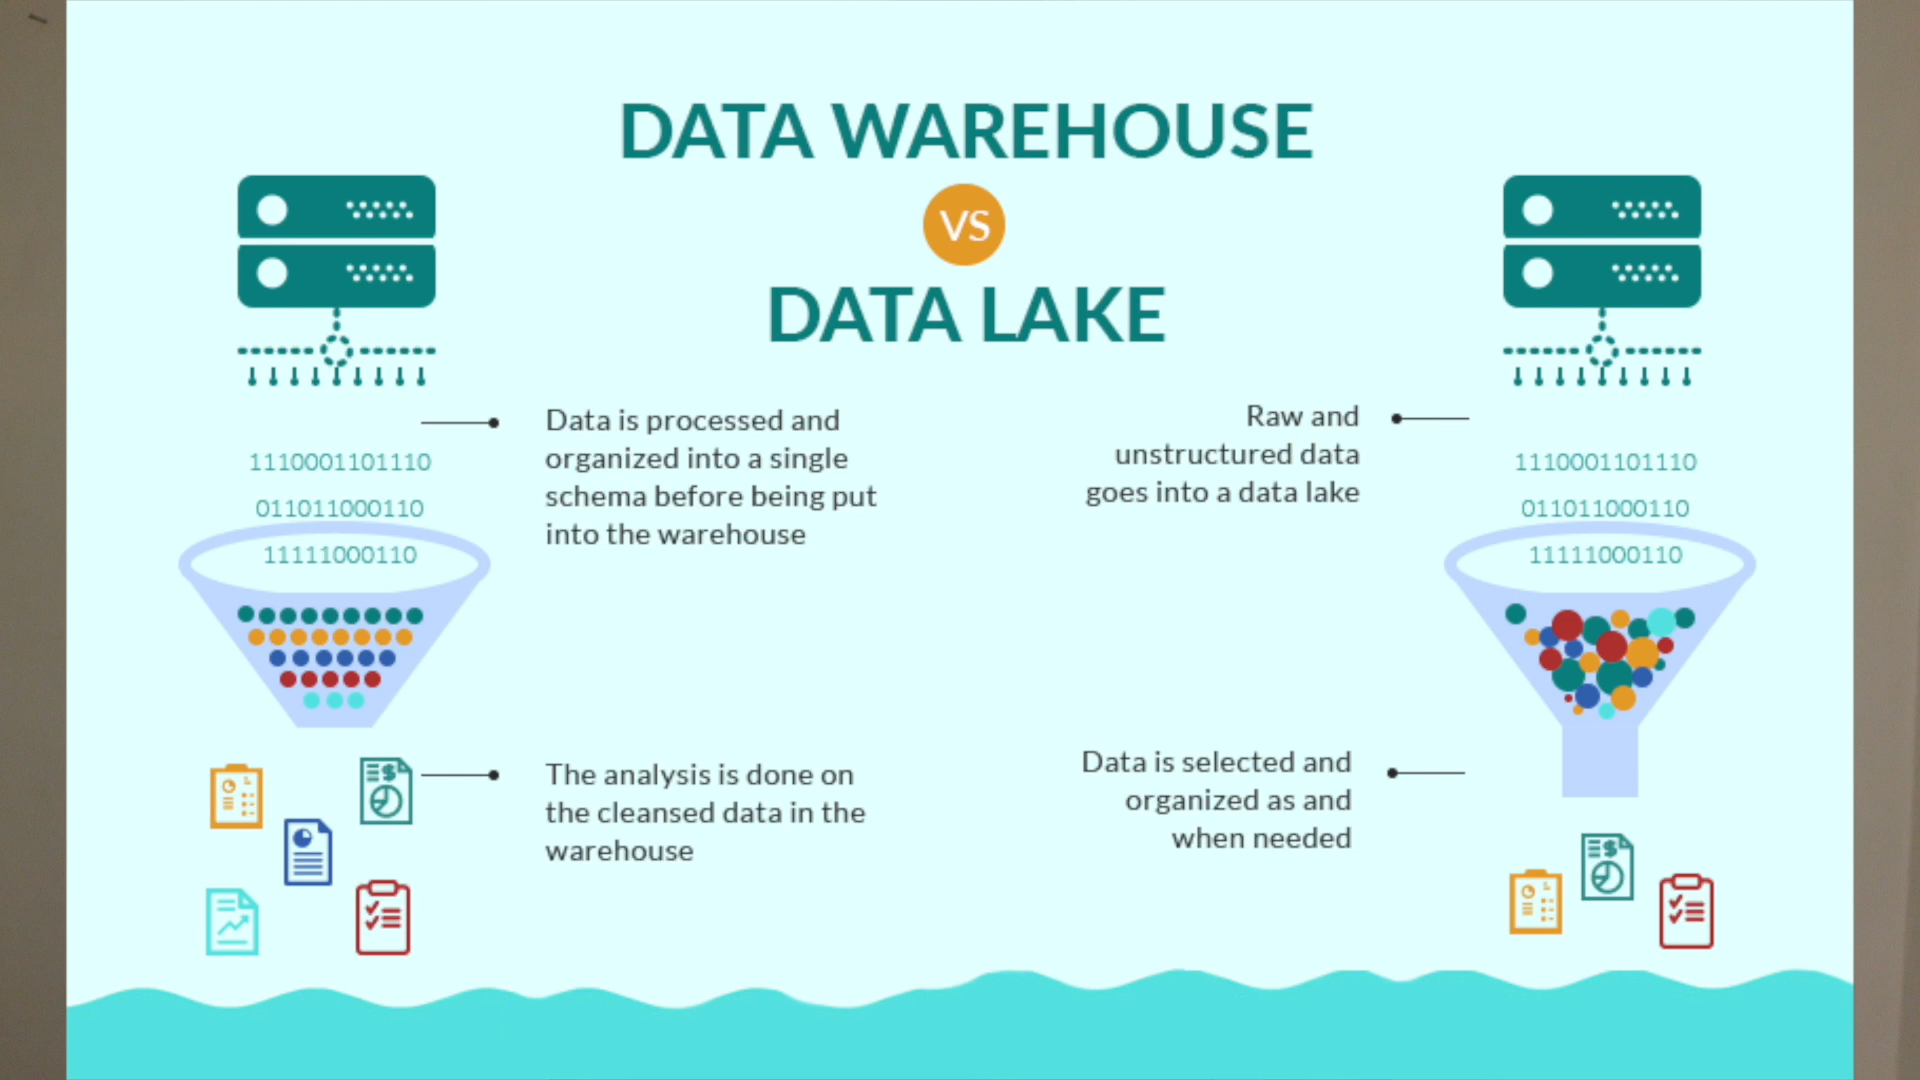 DATA WAREHOUSE
VS
DATA LAKE
Data is processed and
organized into a single
schema before being put
into the warehouse
1110001101110
011011000110
11111000110
The analysis is done on
the cleansed data in the
warehouse
Raw and
unstructured data
goes into a data lake
1110001101110
011011000110
11111000110
Data is selected and
organized as and
when needed
$
$